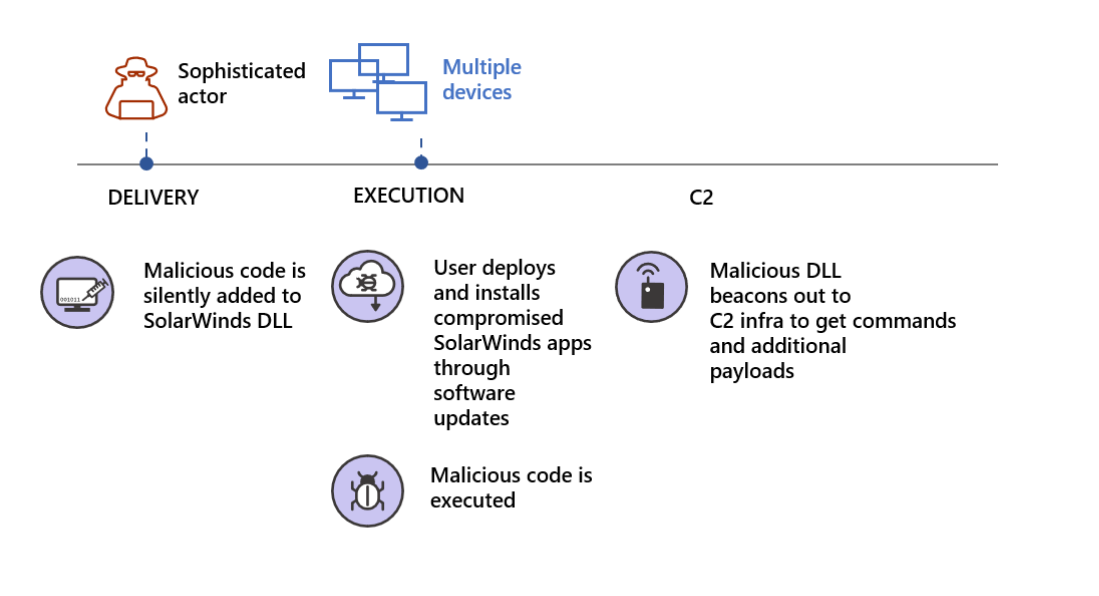 Sophisticated
actor
Multiple
devices
DELIVERY
EXECUTION
C2
001011
Malicious code is
silently added to
SolarWinds DLL
User deploys
and installs
compromised
SolarWinds apps
through
software
updates
Malicious DLL
beacons out to
C2 infra to get commands
and additional
payloads
Malicious code is
executed